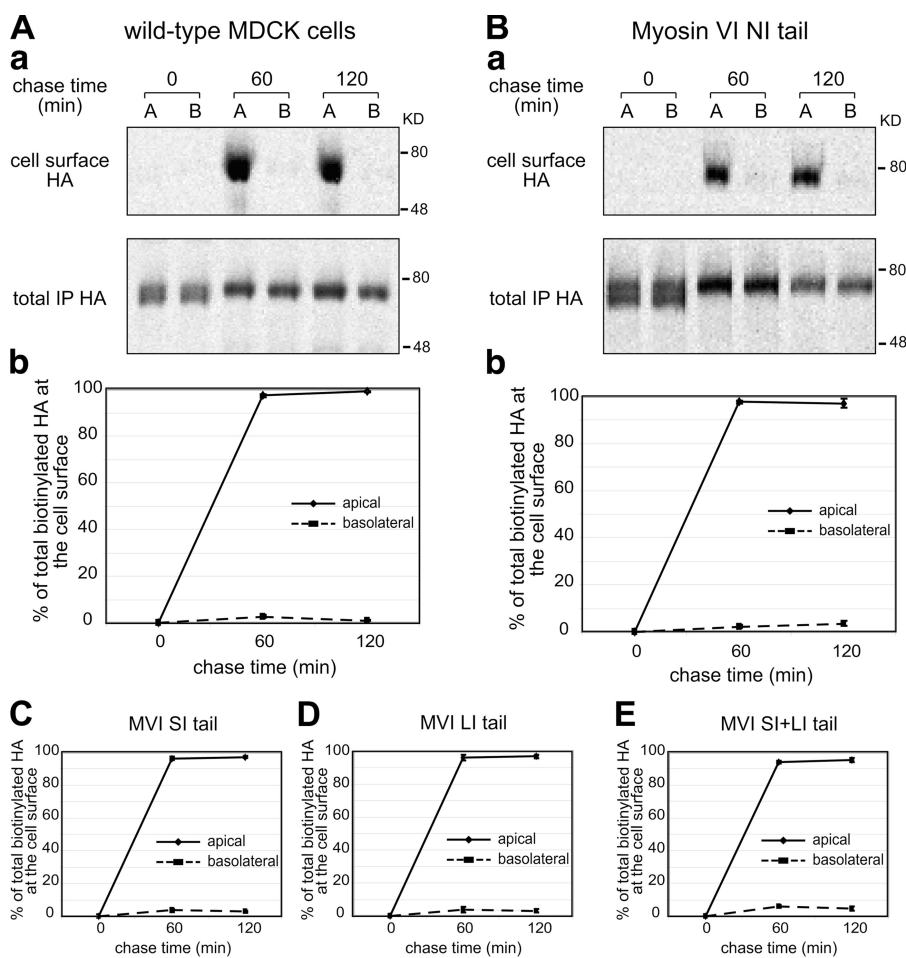 A wild-type MDCK cells
a
chase time (min) 0 60 120
A B A B A B KD
cell surface HA
80
48
total IP HA
80
48
b
% of total biotinylated HA at the cell surface
100
80
60
40
20
0
apical
basolateral
0 60 120
chase time (min)
B Myosin VI NI tail
a
chase time (min) 0 60 120
A B A B A B KD
cell surface HA
80
total IP HA
80
48
b
% of total biotinylated HA at the cell surface
100
80
60
40
20
0
apical
basolateral
0 60 120
chase time (min)
C MVI SI tail
% of total biotinylated HA at the cell surface
100
80
60
40
20
0
apical
basolateral
0 60 120
chase time (min)
D MVI LI tail
% of total biotinylated HA at the cell surface
100
80
60
40
20
0
apical
basolateral
0 60 120
chase time (min)
E MVI SI+LI tail
% of total biotinylated HA at the cell surface
100
80
60
40
20
0
apical
basolateral
0 60 120
chase time (min)